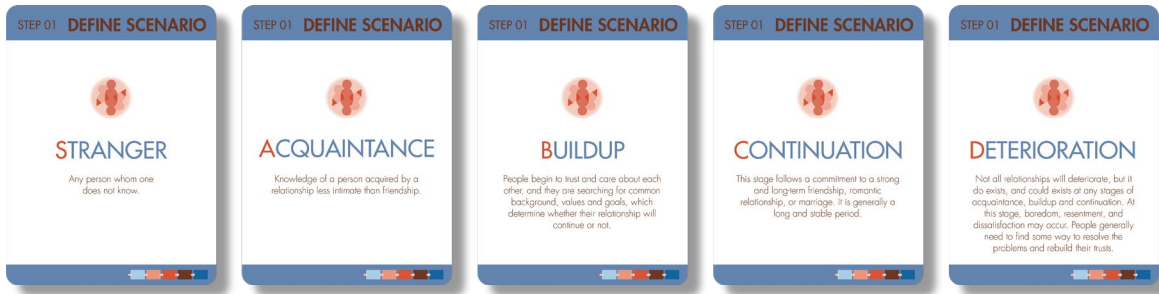 STEP 01 DEFINE SCENARIO
STRANGER
Any person whom one
does not know.
STEP 01 DEFINE SCENARIO
ACQUAINTANCE
Knowledge of a person acquired by a
relationship less intimate than friendship.
STEP 01 DEFINE SCENARIO
BUILDUP
People begin to trust and care about each
other, and they are searching for common
background, values and goals, which
determine whether their relationship will
continue or not.
STEP 01 DEFINE SCENARIO
CONTINUATION
This stage follows a commitment to a strong
and long-term friendship, romantic
relationship, or marriage. It is generally a
long and stable period.
STEP 01 DEFINE SCENARIO
DETERIORATION
Not all relationships will deteriorate, but it
do exists, and could exists at any stages of
acquaintance, buildup and continuation. At
this stage, boredom, resentment, and
dissatisfaction may occur. People generally
need to find some way to resolve the
problems and rebuild their trusts.